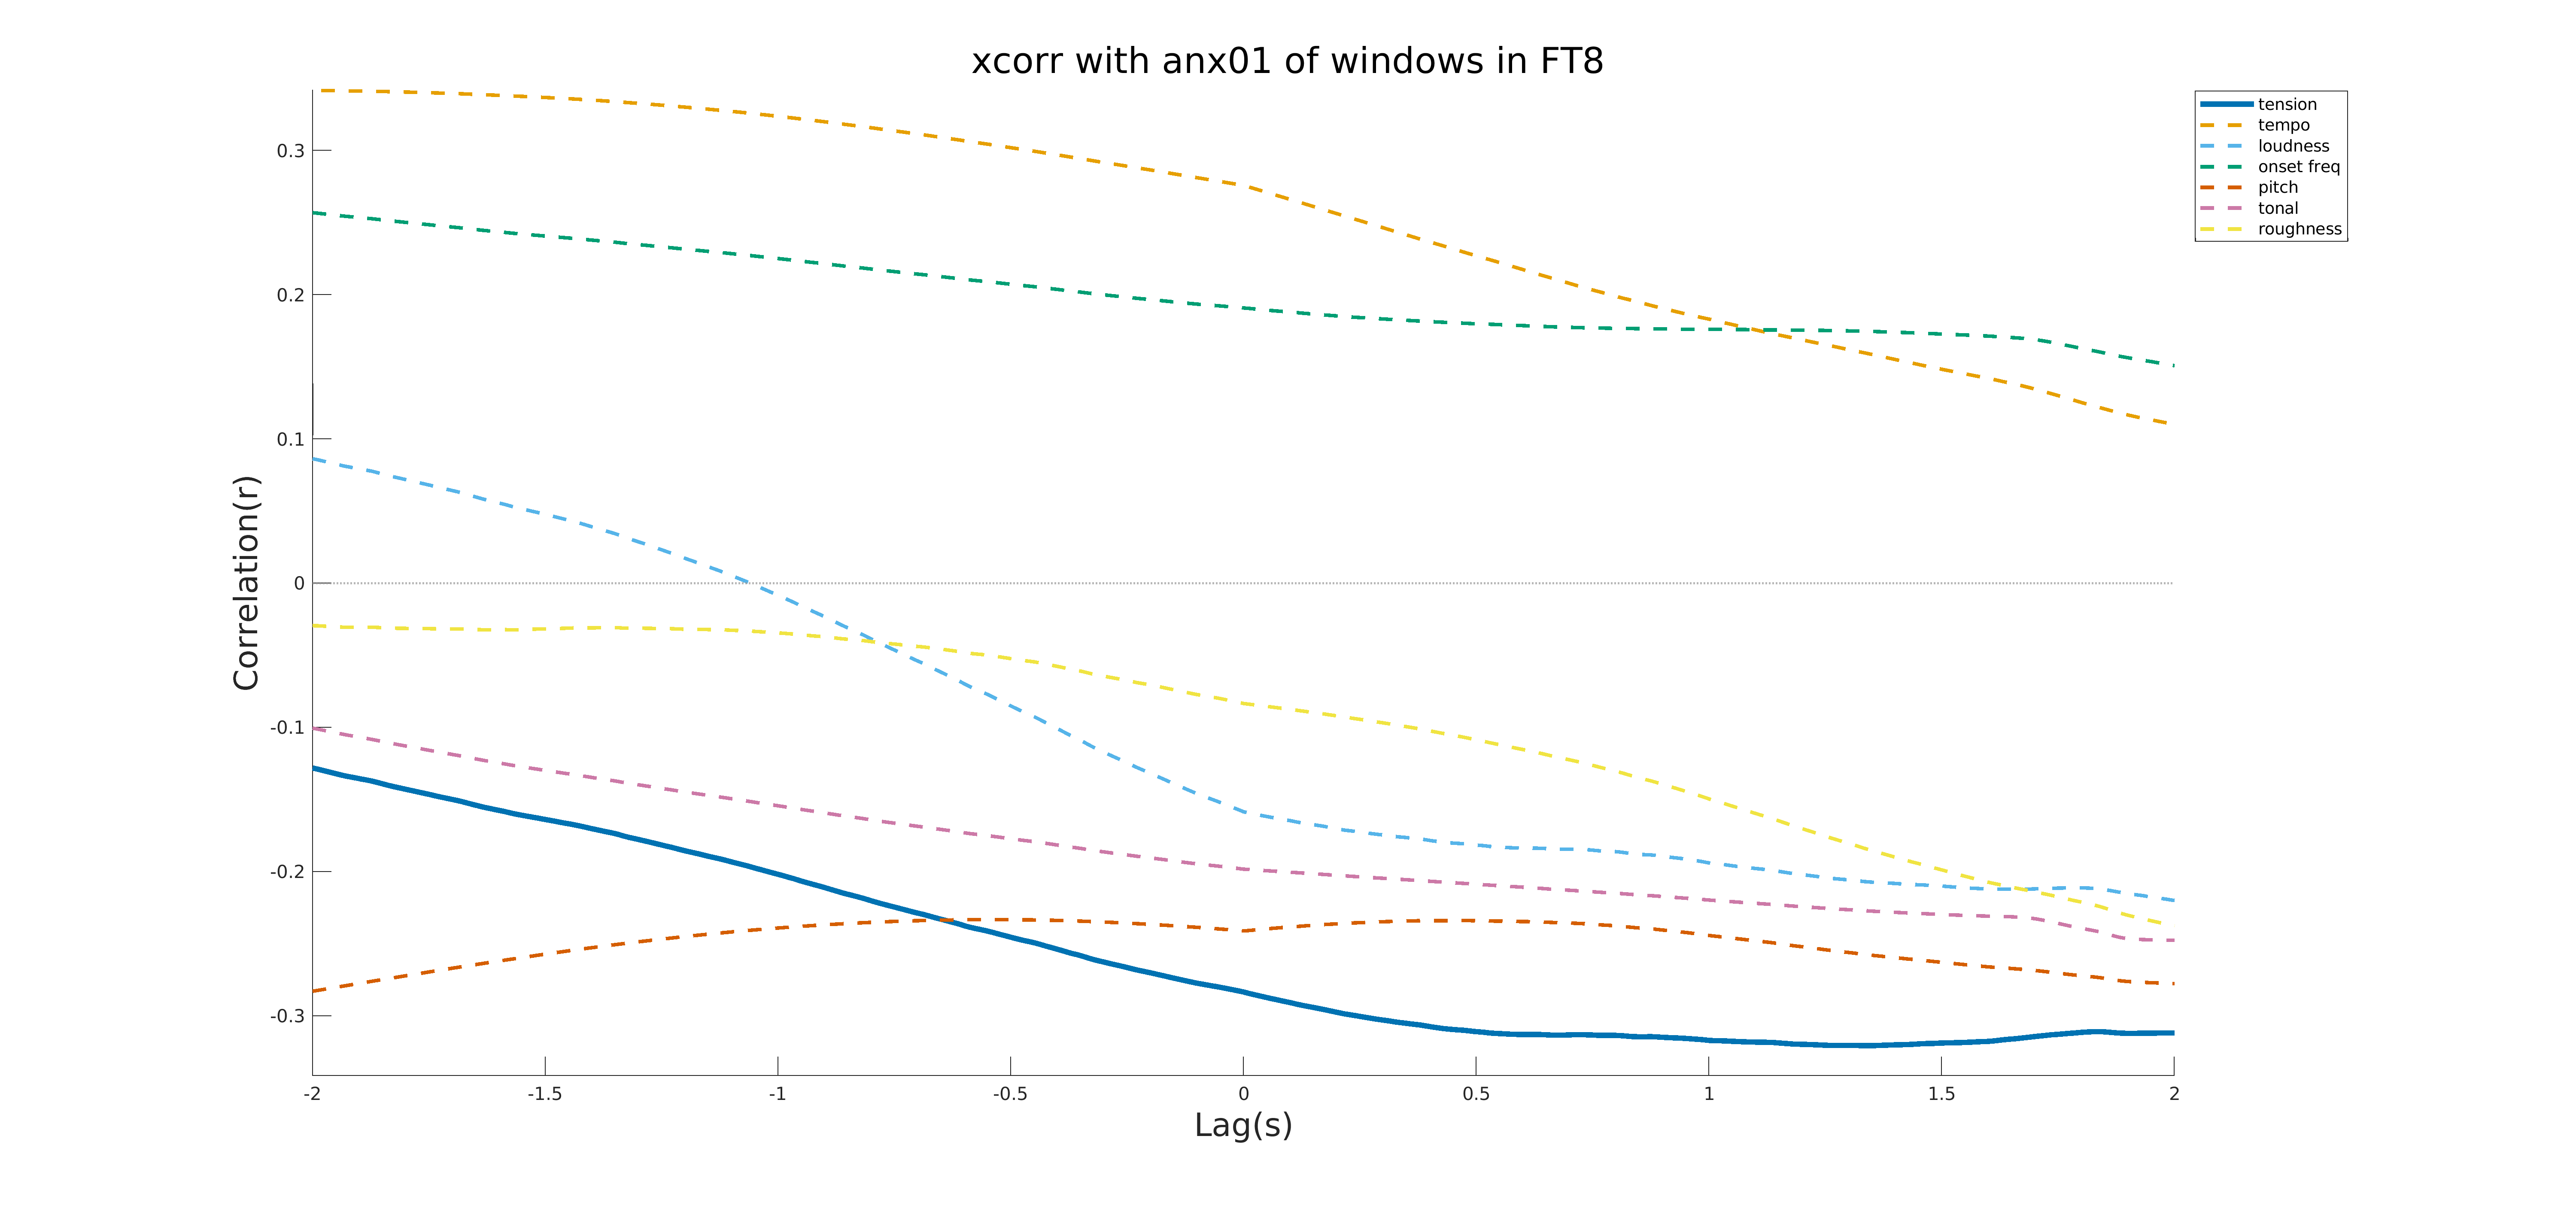 xcorr with anx01 of windows in FT8
tension
tempo
loudness
onset freq
pitch
tonal
roughness
0.3
0.2
0.1
0
-0.1
-0.2
-0.3
Correlation(r)
-2
-1.5
-1
-0.5
0
0.5
1
1.5
2
Lag(s)